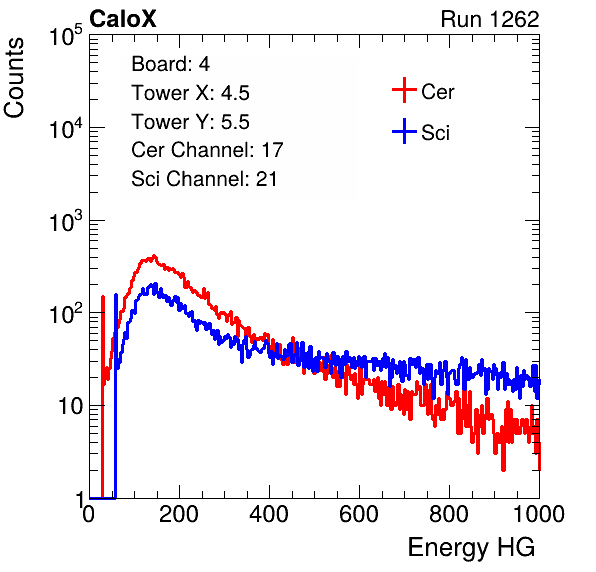 CaloX Run 1262
Counts
10^5
10^4
10^3
10^2
10
1
Board: 4
Tower X: 4.5
Tower Y: 5.5
Cer Channel: 17
Sci Channel: 21
Cer
Sci
0 200 400 600 800 1000
Energy HG